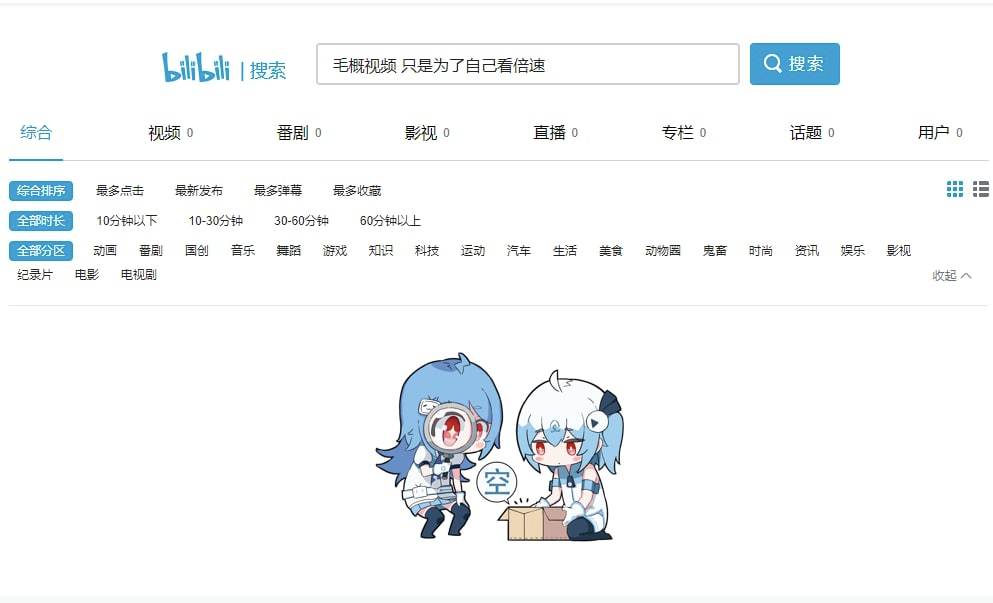 bilibili | 搜索 毛概视频 只是为了自己看倍速 搜索
综合 视频 0 番剧 0 影视 0 直播 0 专栏 0 话题 0 用户 0
综合排序 最多点击 最新发布 最多弹幕 最多收藏
全部时长 10分钟以下 10-30分钟 30-60分钟 60分钟以上
全部分区 动画 番剧 国创 音乐 舞蹈 游戏 知识 科技 运动 汽车 生活 美食 动物圈 鬼畜 时尚 资讯 娱乐 影视
纪录片 电影 电视剧 收起
空